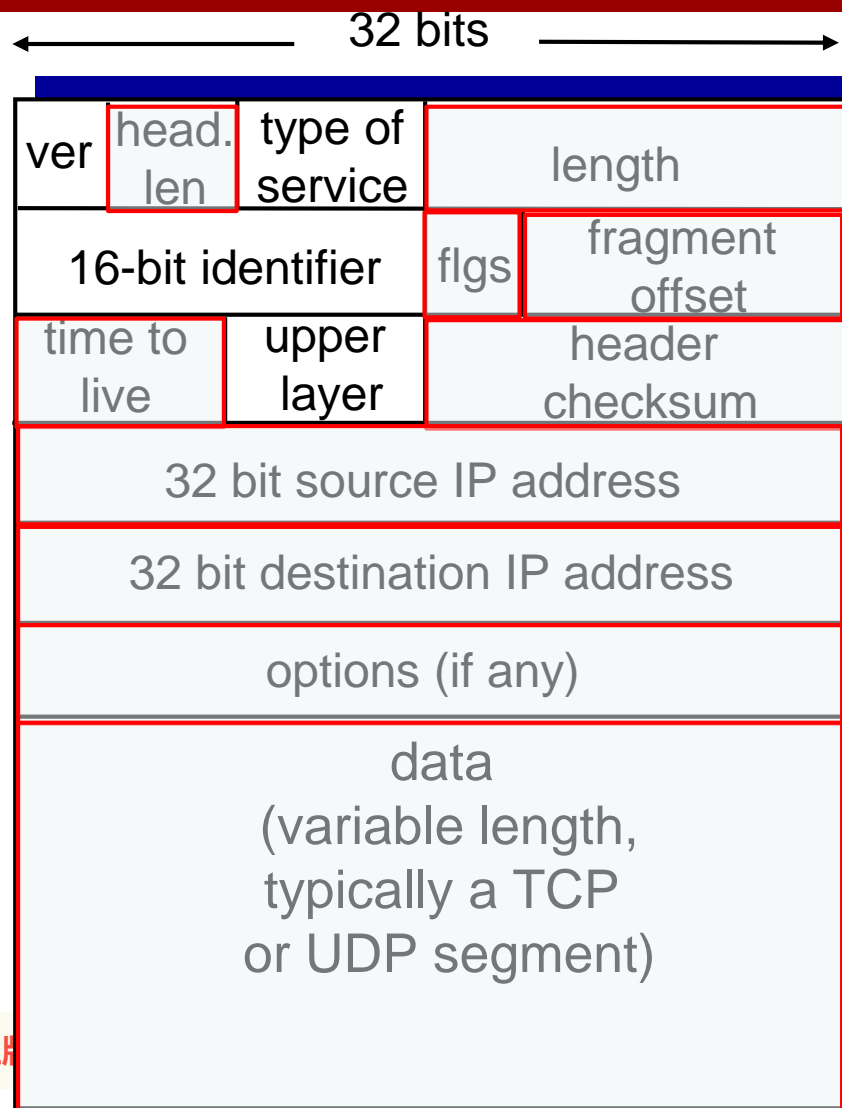 32 bits
ver
head.
len
type of
service
length
16-bit identifier
flgs
fragment
offset
time to
live
upper
layer
header
checksum
32 bit source IP address
32 bit destination IP address
options (if any)
data
(variable length,
typically a TCP
or UDP segment)